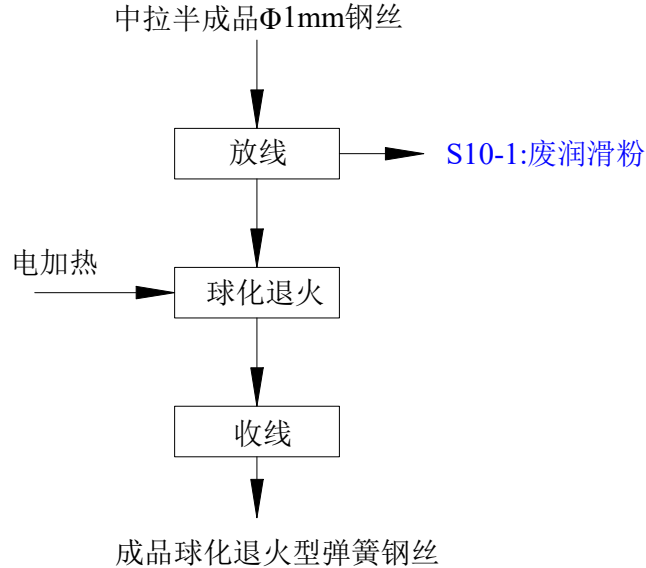 中拉半成品Φ1mm钢丝
放线
S10-1:废润滑粉
电加热
球化退火
收线
成品球化退火型弹簧钢丝